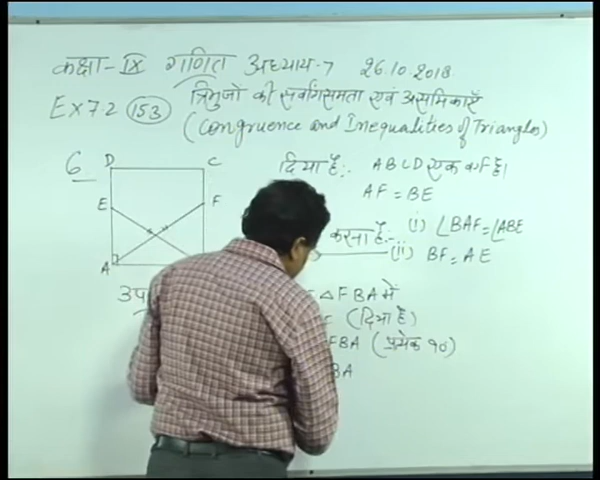 कक्षा-IX गणित अध्याय-7 26.10.2018
Ex 7.2 (153) त्रिभुजों की सर्वांगसमता एवं असमिकाएँ
(Congruence and Inequalities of Triangles)
6 D C दिया है:- ABCD एक वर्ग है।
E F AF = BE
करना है:- (i) ∠BAF = ∠ABE
A (ii) BF = AE
उप △FBA में
(दिया है)
FBA (प्रत्येक 90)
BA